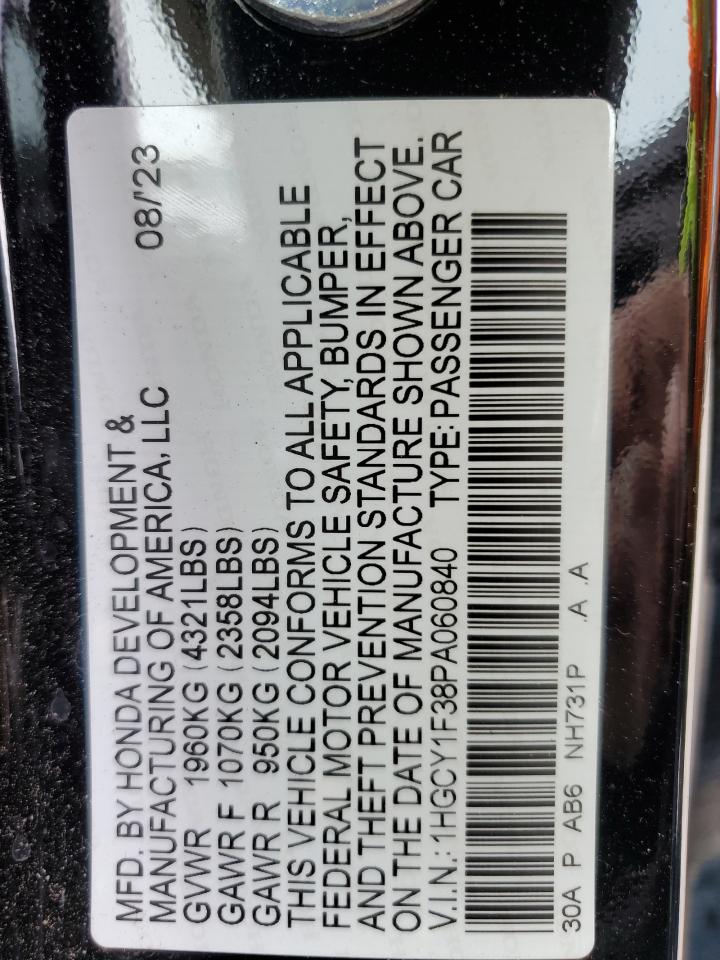 MFD. BY HONDA DEVELOPMENT &
MANUFACTURING OF AMERICA, LLC 08/'23
GVWR 1960KG (4321LBS)
GAWR F 1070KG (2358LBS)
GAWR R 950KG (2094LBS)
THIS VEHICLE CONFORMS TO ALL APPLICABLE
FEDERAL MOTOR VEHICLE SAFETY, BUMPER,
AND THEFT PREVENTION STANDARDS IN EFFECT
ON THE DATE OF MANUFACTURE SHOWN ABOVE.
V.I.N.: 1HGCY1F38PA060840 TYPE: PASSENGER CAR
30A P AB6 NH731P .A .A